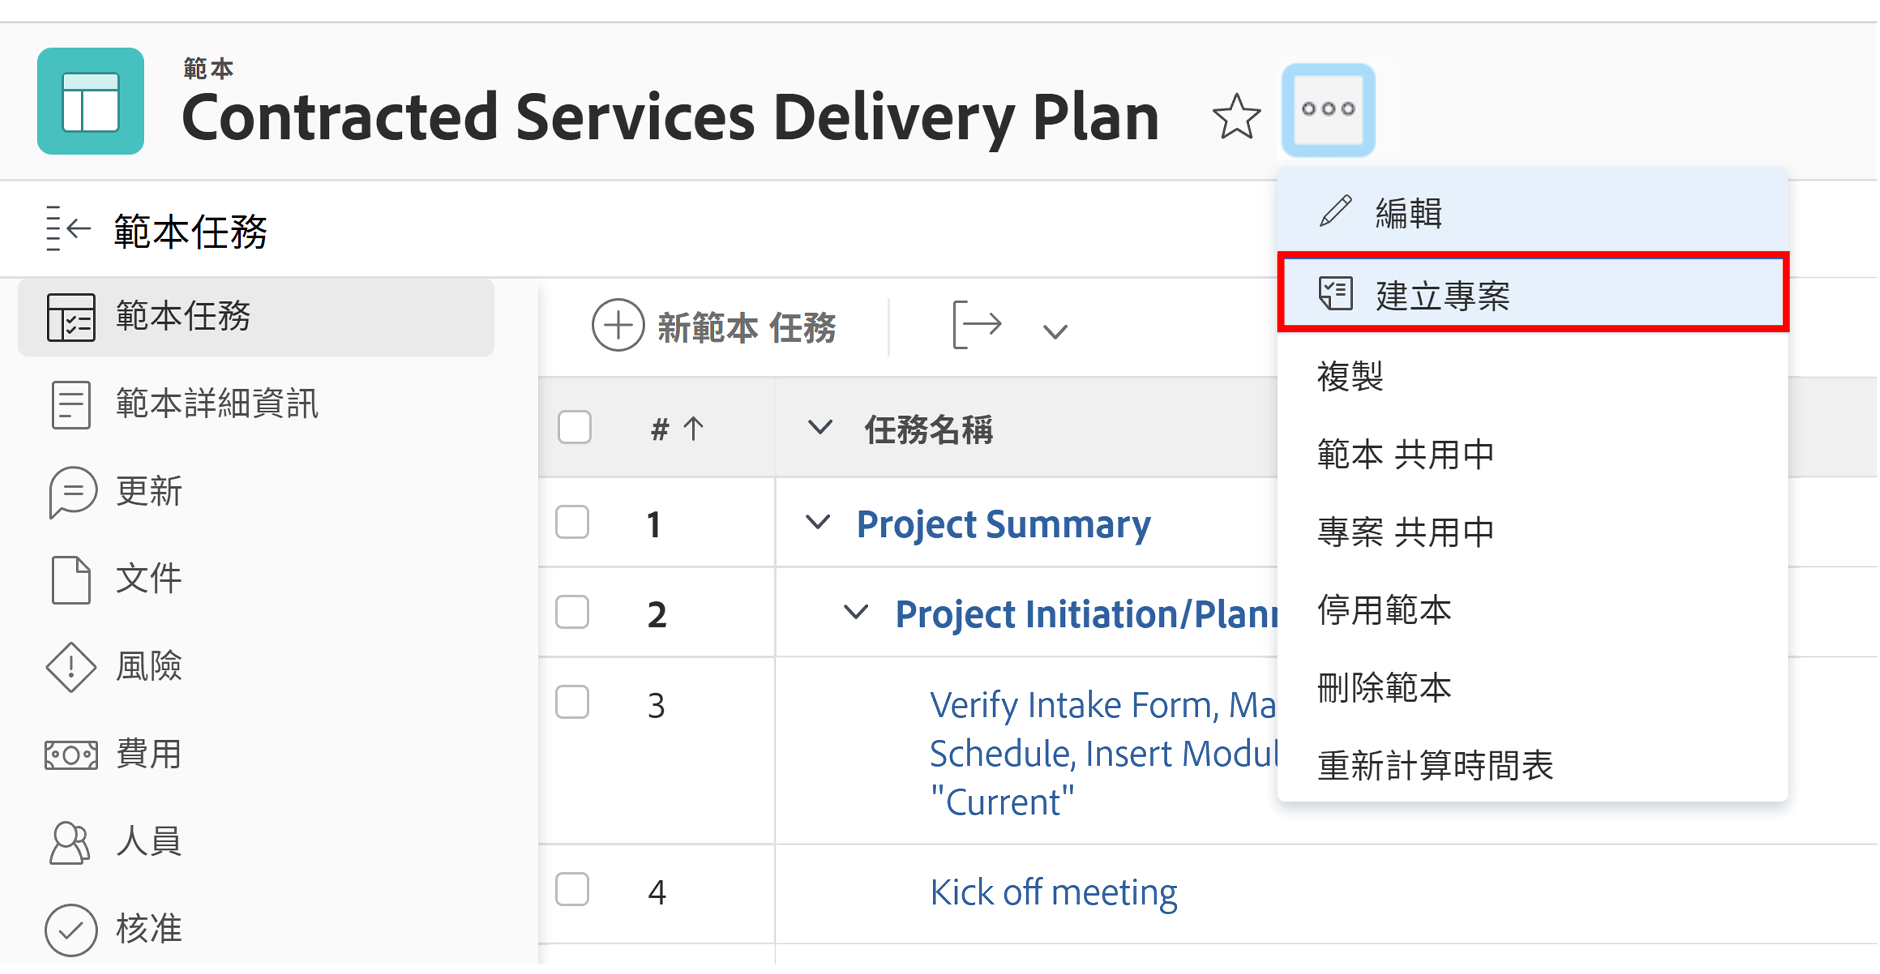 範本
Contracted Services Delivery Plan
範本任務
範本任務
範本詳細資訊
更新
文件
風險
費用
人員
核准
新範本 任務
# ↑
任務名稱
1
Project Summary
2
Project Initiation/Plann
3
Verify Intake Form, Ma
Schedule, Insert Modul
"Current"
4
Kick off meeting
編輯
建立專案
複製
範本 共用中
專案 共用中
停用範本
刪除範本
重新計算時間表